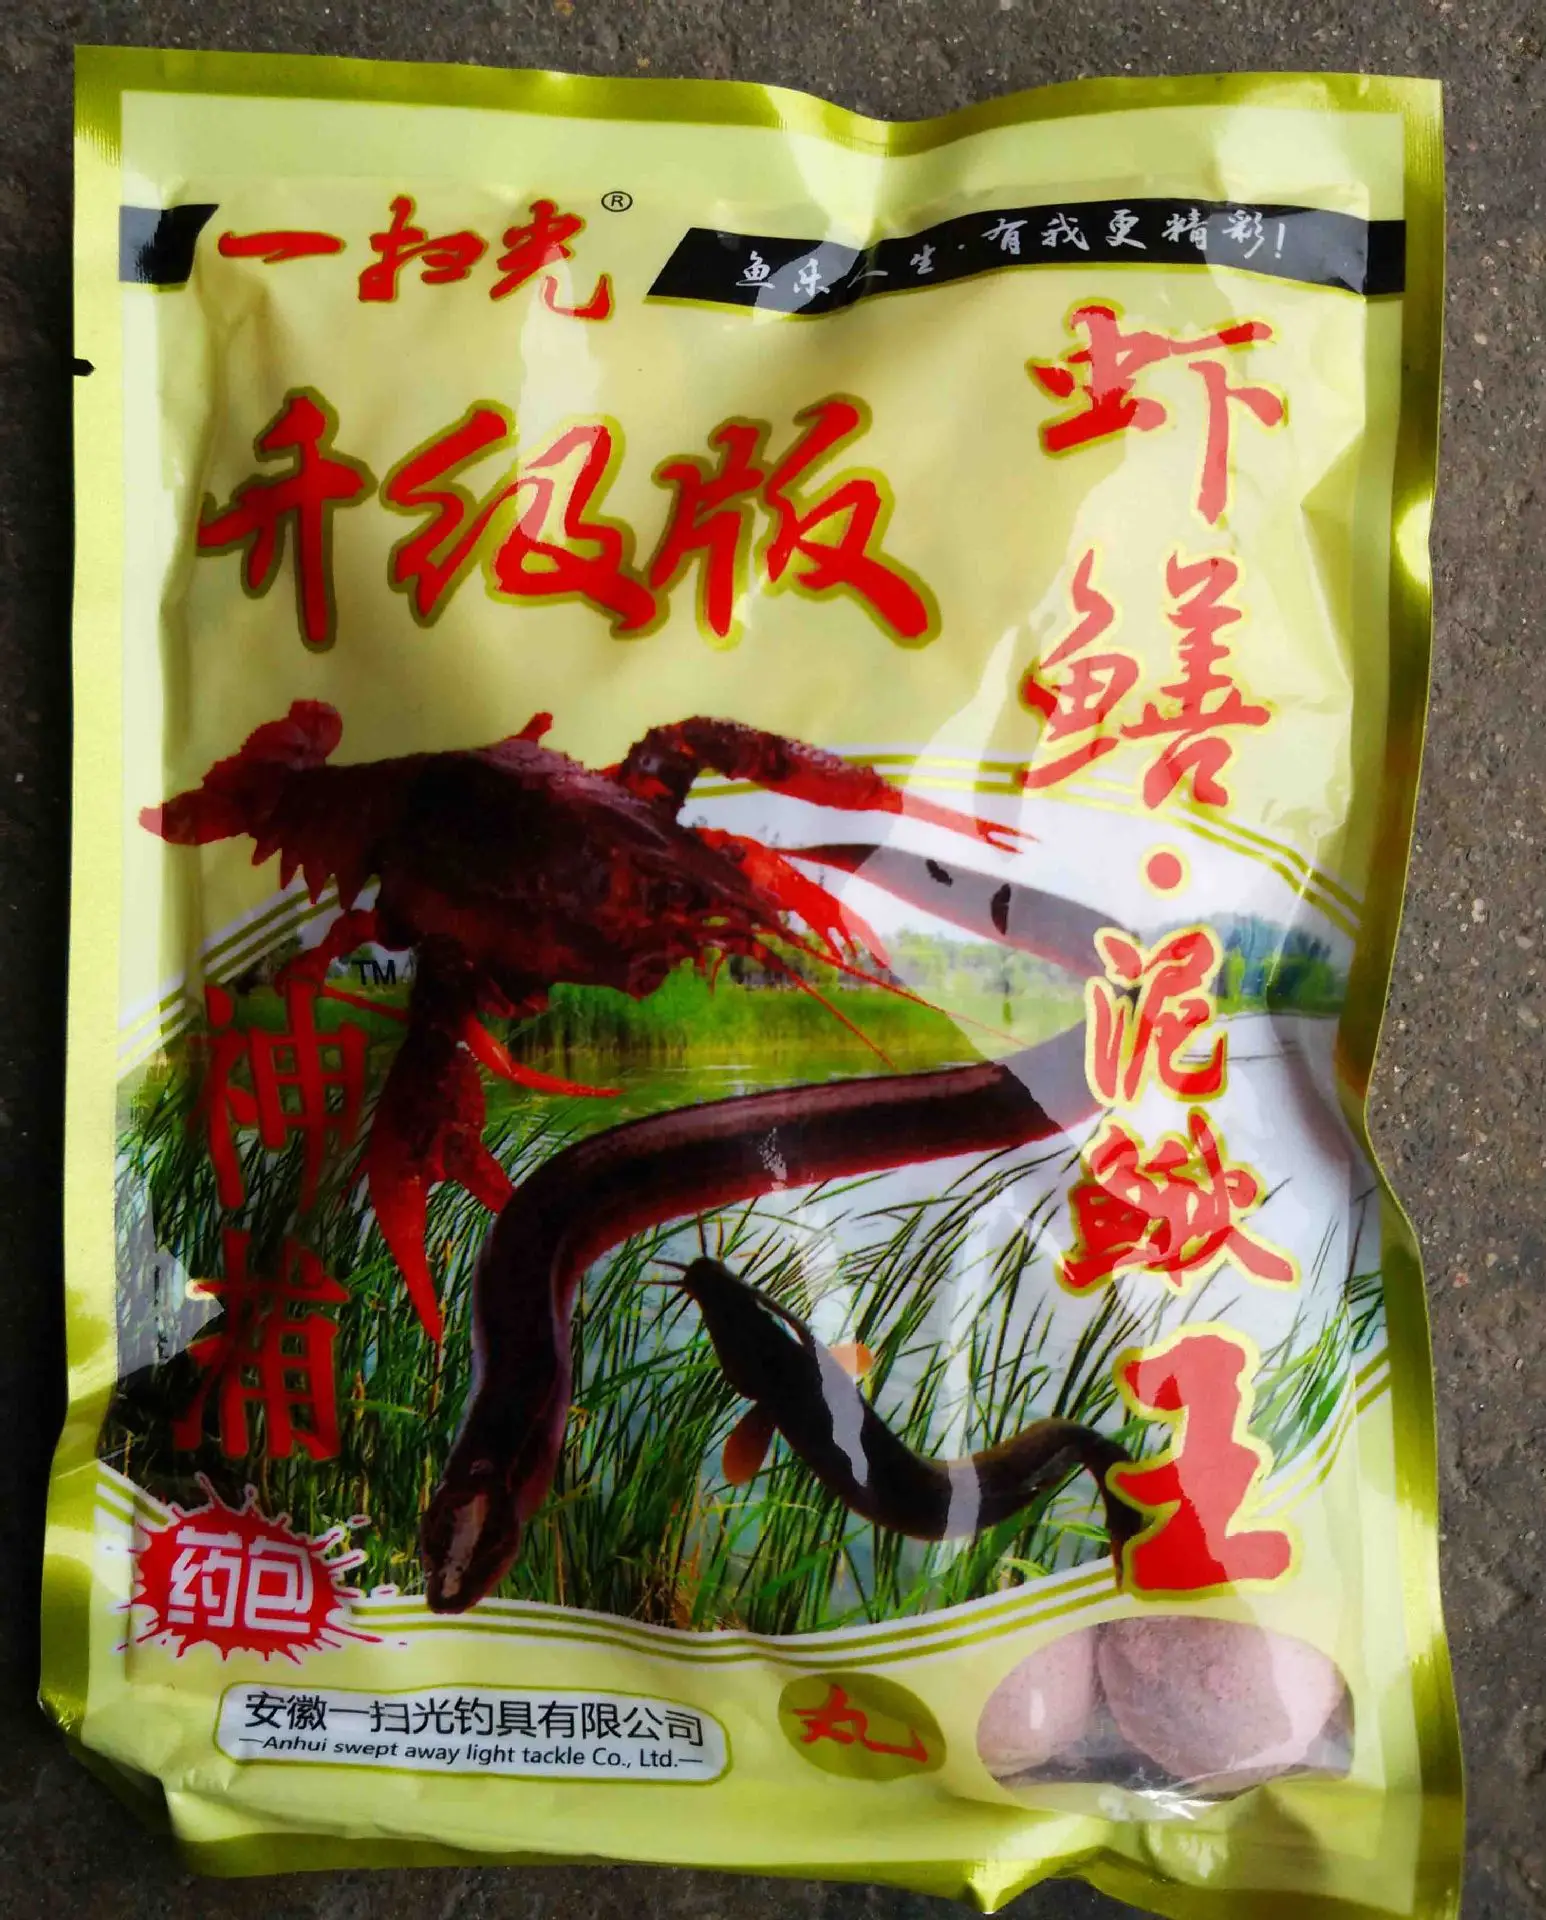 一扫光®
鱼乐人生·有我更精彩!
升级版
虾鳝·泥鳅王
TM
神捕
药包
安徽一扫光钓具有限公司
—Anhui swept away light tackle Co., Ltd.—
丸